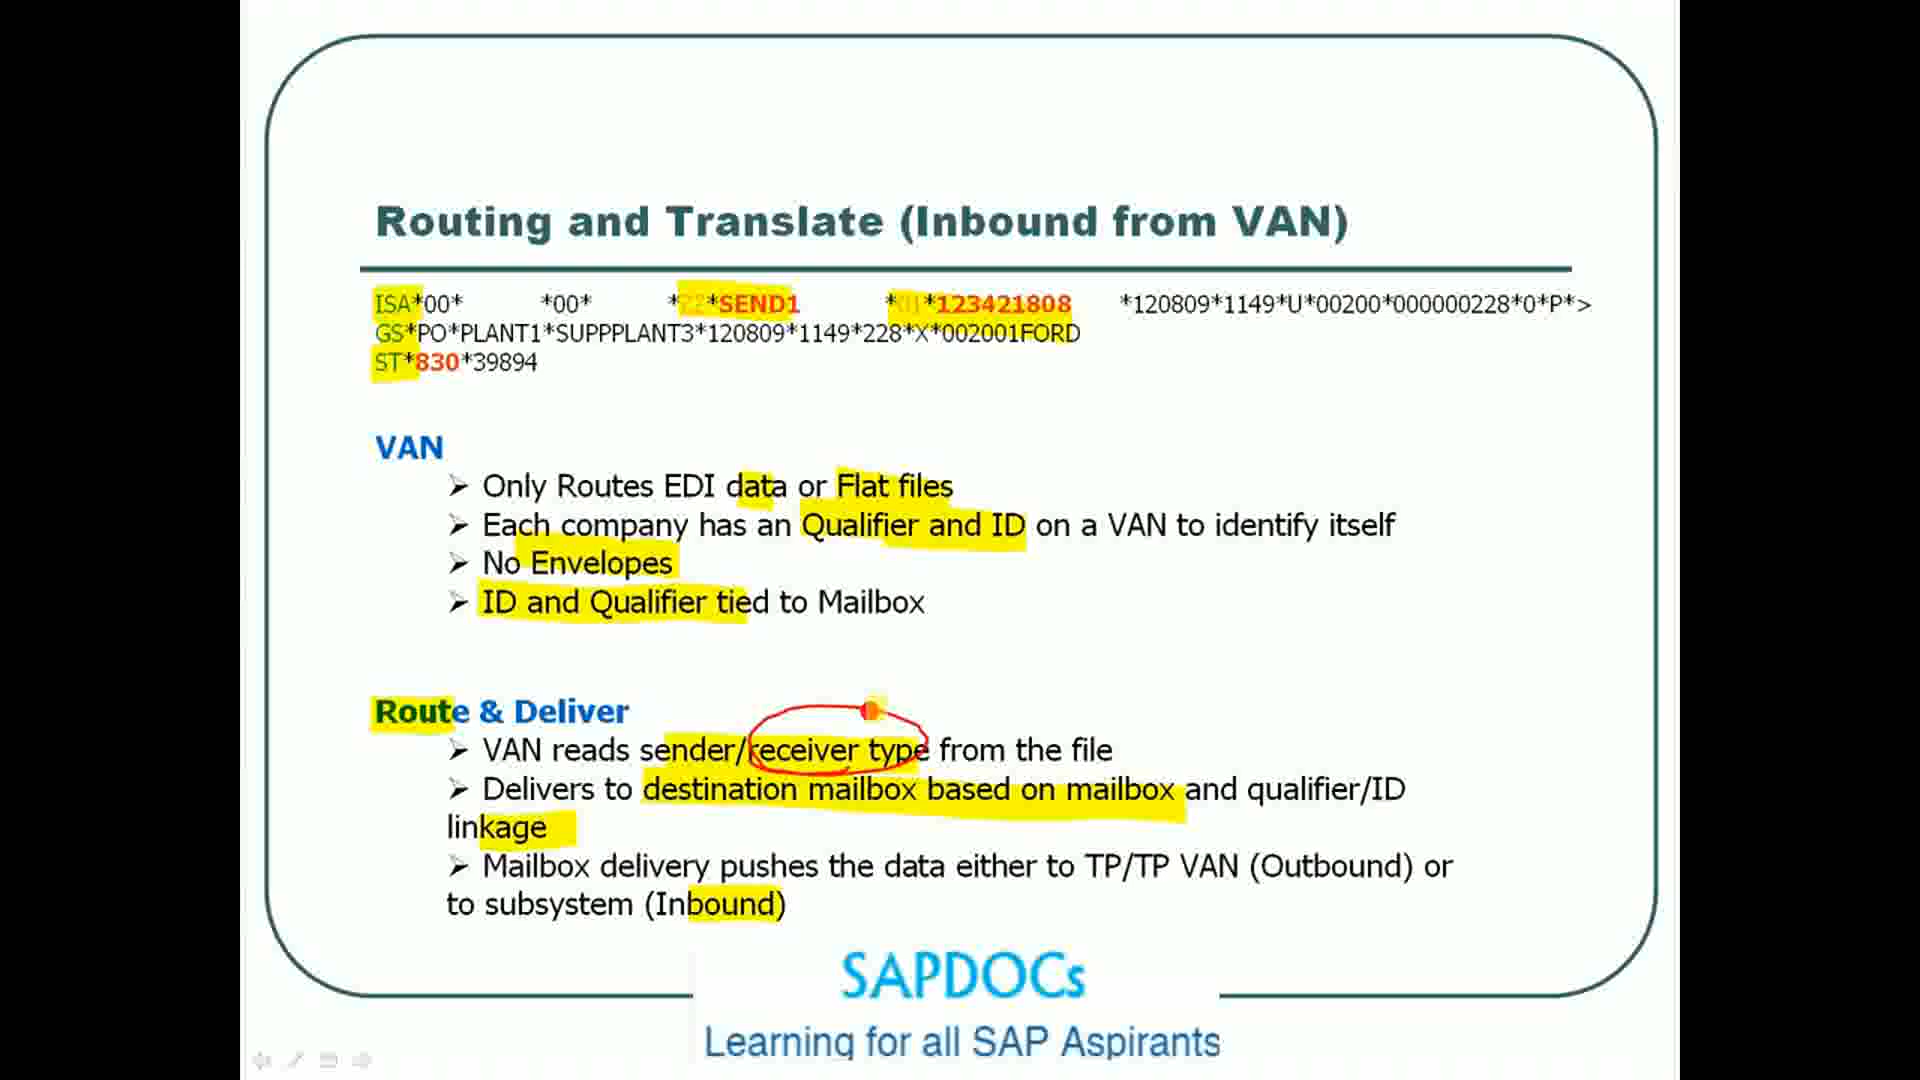 Routing and Translate (Inbound from VAN)
ISA*00* *00* *ZZ*SEND1 *01*123421808 *120809*1149*U*00200*000000228*0*P*>
GS*PO*PLANT1*SUPPPLANT3*120809*1149*228*X*002001FORD
ST*830*39894
VAN
➢ Only Routes EDI data or Flat files
➢ Each company has an Qualifier and ID on a VAN to identify itself
➢ No Envelopes
➢ ID and Qualifier tied to Mailbox
Route & Deliver
➢ VAN reads sender/receiver type from the file
➢ Delivers to destination mailbox based on mailbox and qualifier/ID
linkage
➢ Mailbox delivery pushes the data either to TP/TP VAN (Outbound) or
to subsystem (Inbound)
SAPDOCs
Learning for all SAP Aspirants